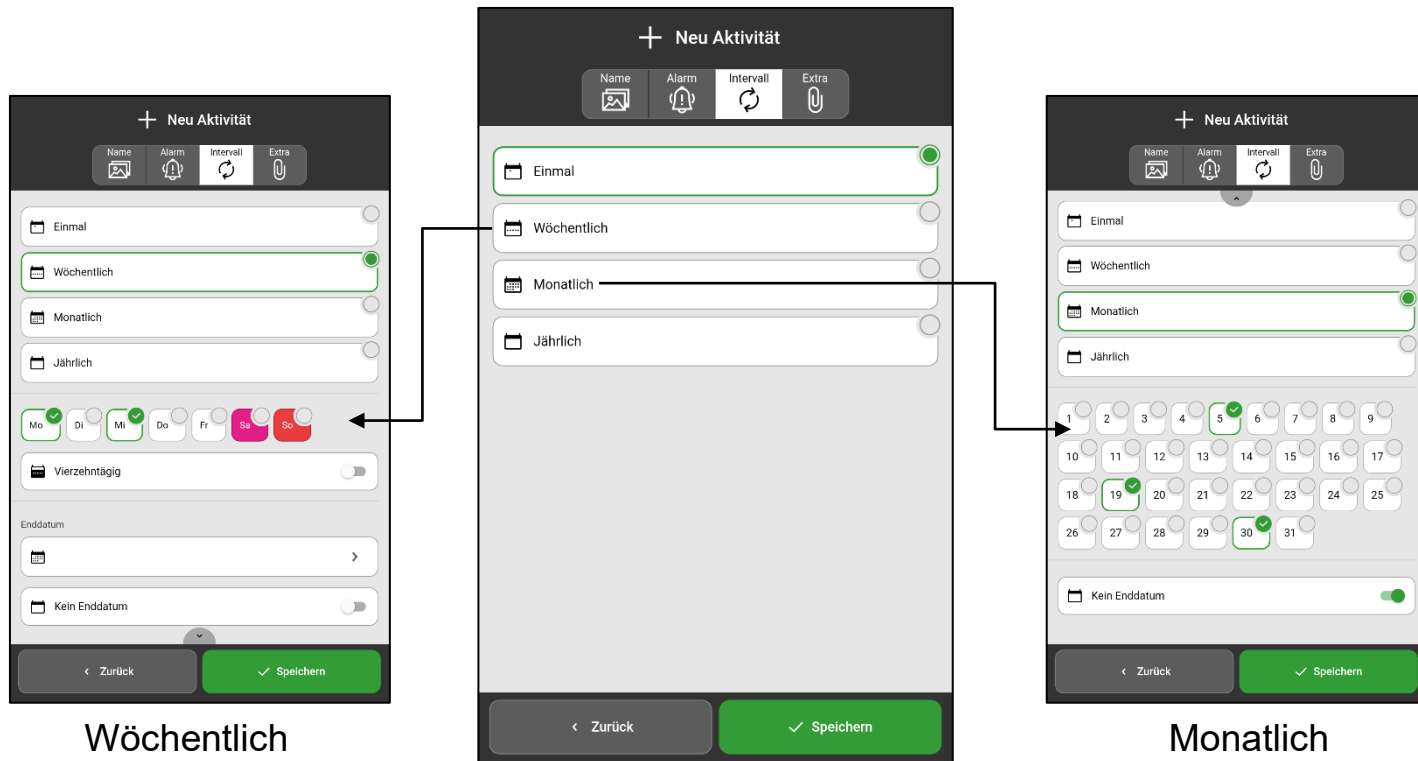 Neu Aktivität
Name Alarm Intervall Extra
Einmal
Wöchentlich
Monatlich
Jährlich
Mo Di Mi Do Fr Sa So
Vierzehntägig
Enddatum
Kein Enddatum
Zurück Speichern
Wöchentlich
Neu Aktivität
Name Alarm Intervall Extra
Einmal
Wöchentlich
Monatlich
Jährlich
Zurück Speichern
Neu Aktivität
Name Alarm Intervall Extra
Einmal
Wöchentlich
Monatlich
Jährlich
1 2 3 4 5 6 7 8 9
10 11 12 13 14 15 16 17
18 19 20 21 22 23 24 25
26 27 28 29 30 31
Kein Enddatum
Zurück Speichern
Monatlich